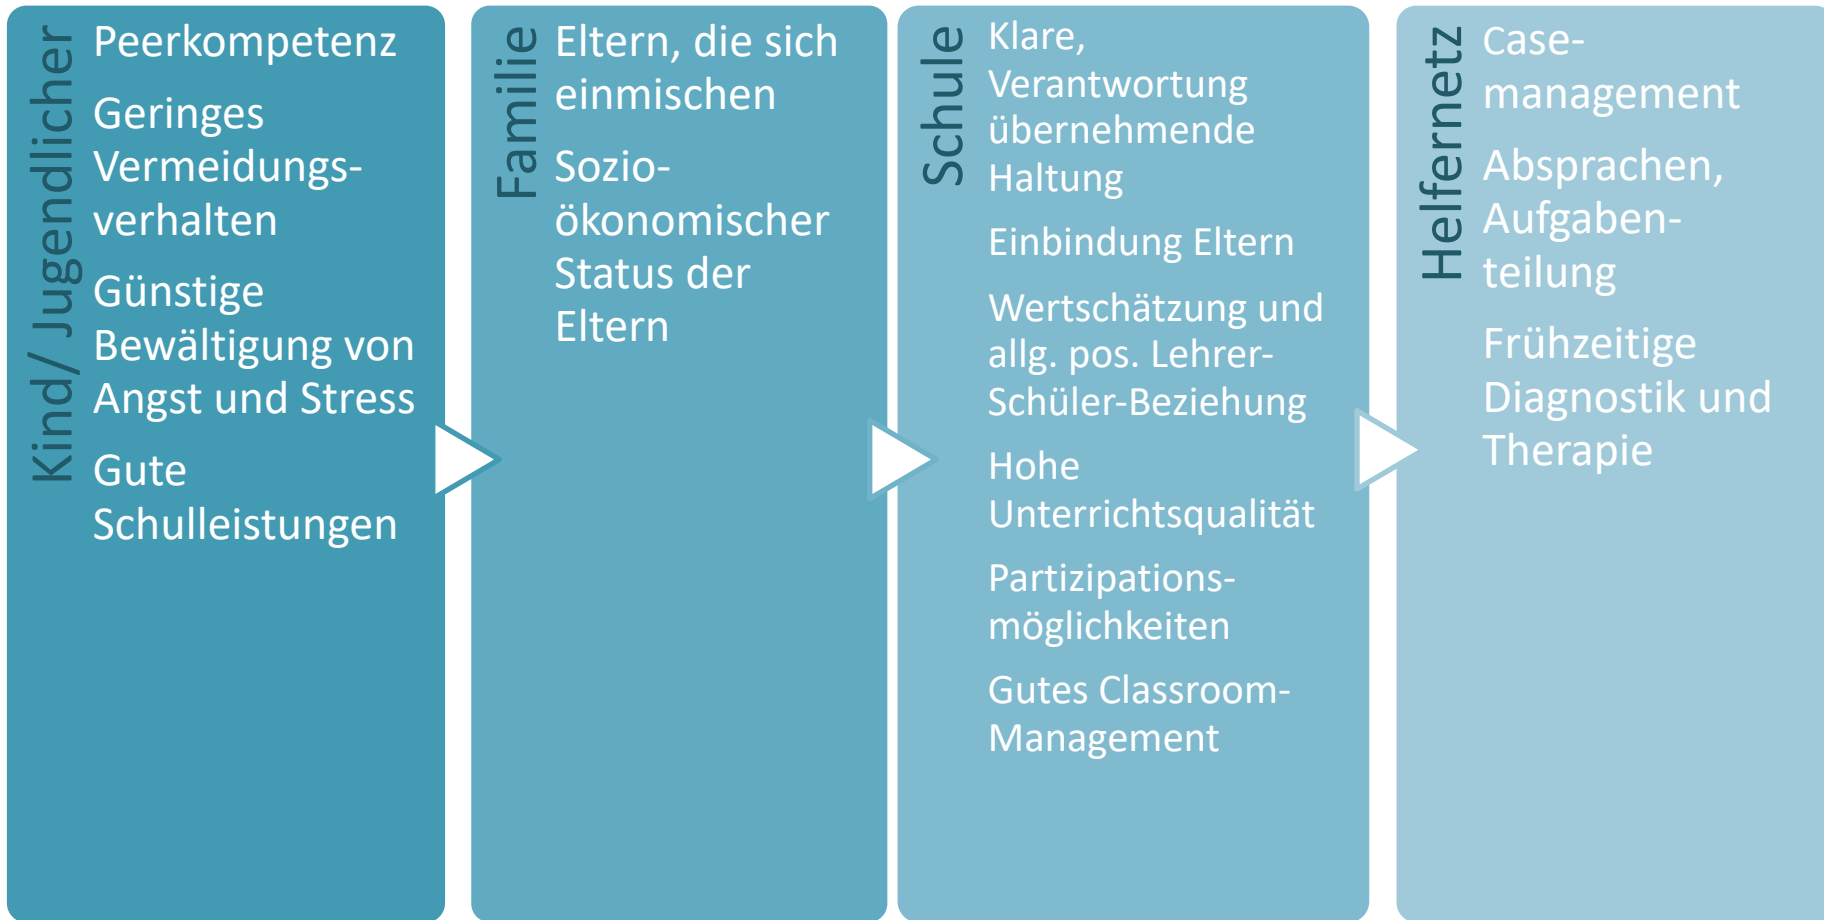 Kind/ Jugendlicher
Peerkompetenz
Geringes
Vermeidungs-
verhalten
Günstige
Bewältigung von
Angst und Stress
Gute
Schulleistungen
Familie
Eltern, die sich
einmischen
Sozio-
ökonomischer
Status der
Eltern
Schule
Klare,
Verantwortung
übernehmende
Haltung
Einbindung Eltern
Wertschätzung und
allg. pos. Lehrer-
Schüler-Beziehung
Hohe
Unterrichtsqualität
Partizipations-
möglichkeiten
Gutes Classroom-
Management
Helfernetz
Case-
management
Absprachen,
Aufgaben-
teilung
Frühzeitige
Diagnostik und
Therapie